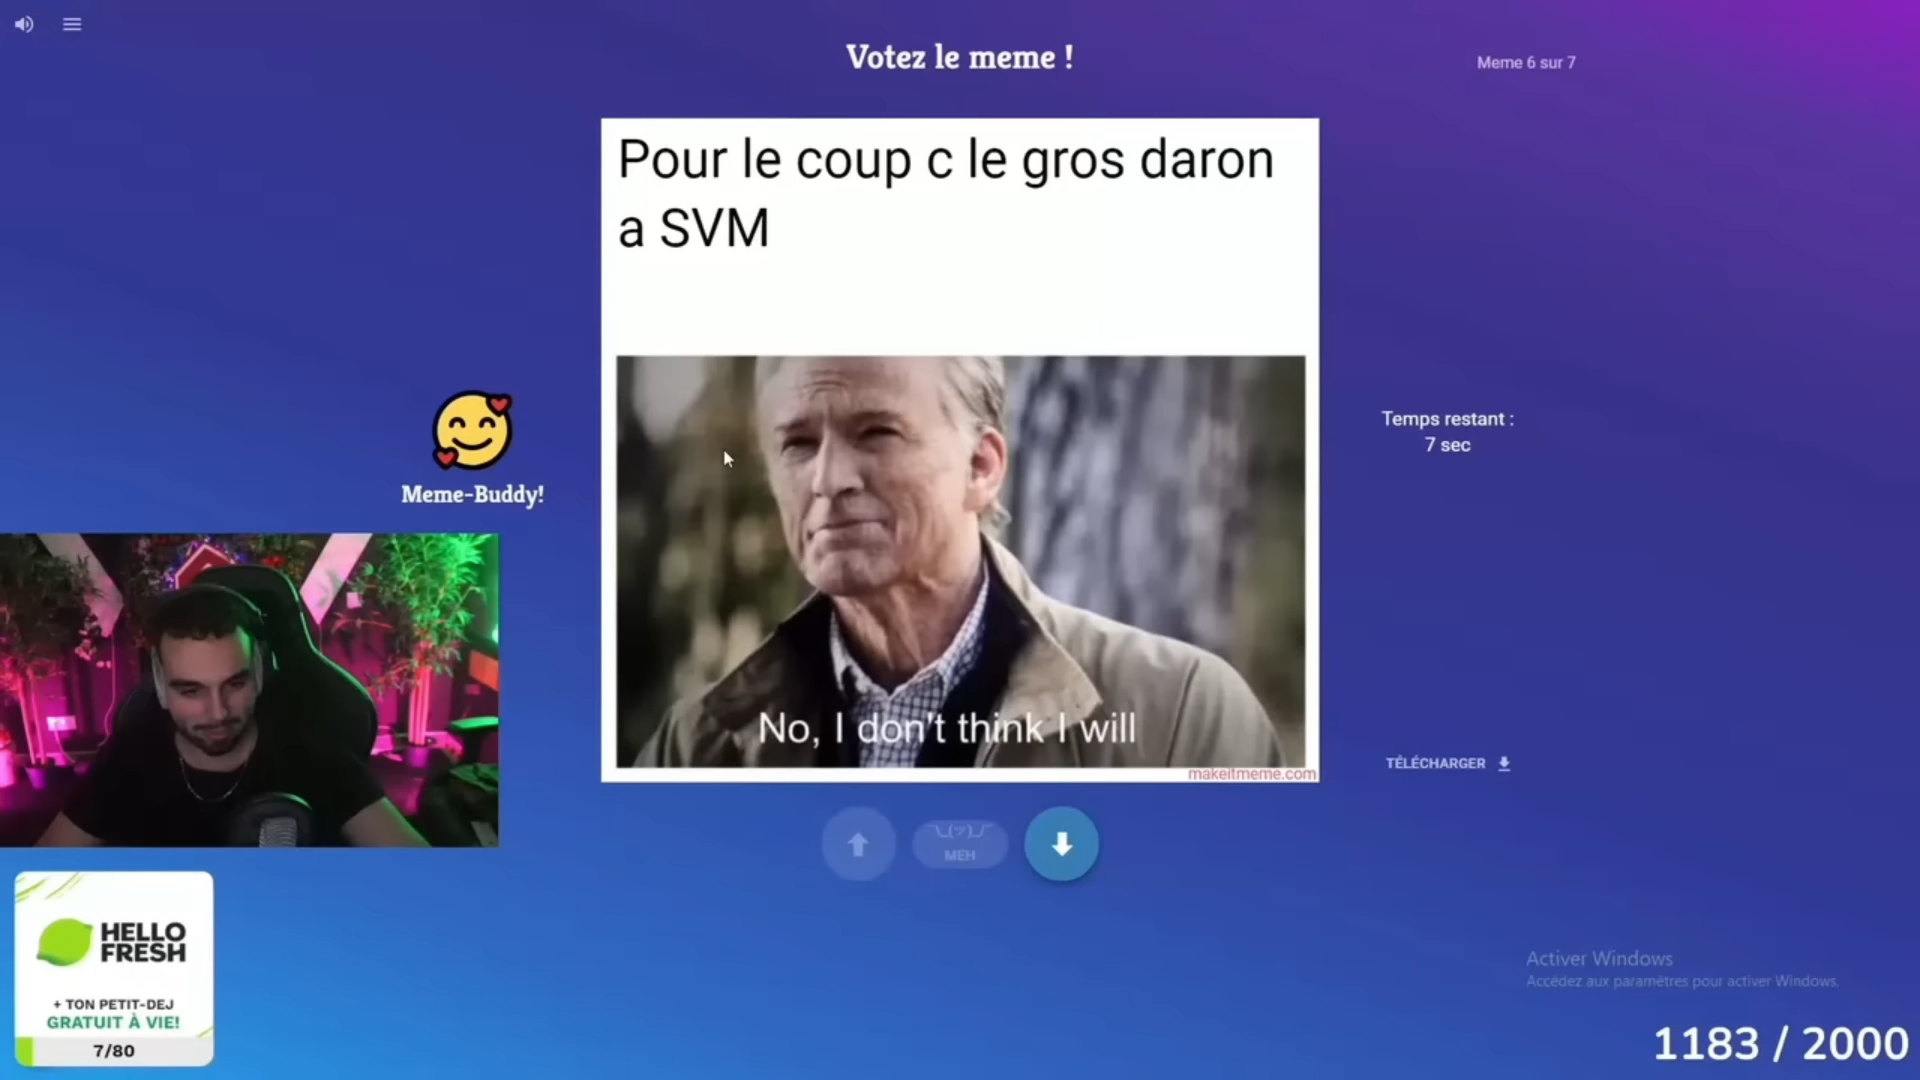 Votez le meme !
Meme 6 sur 7
Pour le coup c le gros daron
a SVM
No, I don't think I will
makeitmeme.com
Meme-Buddy!
Temps restant :
7 sec
TÉLÉCHARGER
¯\_(ツ)_/¯
MEH
HELLO
FRESH
+ TON PETIT-DEJ
GRATUIT À VIE!
7/80
Activer Windows
Accédez aux paramètres pour activer Windows.
1183 / 2000